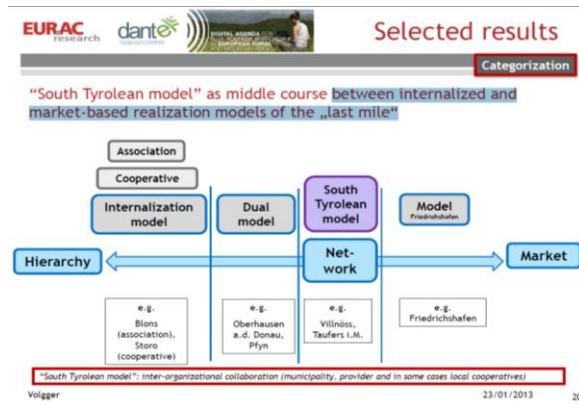 EURAC
research
dante
DIGITAL AGENDA FOR
EUROPEAN RURAL
Selected results
Categorization
“South Tyrolean model” as middle course between internalized and
market-based realization models of the „last mile“
Association
Cooperative
Internalization
model
Dual
model
South
Tyrolean
model
Model
Friedrichshafen
Hierarchy
Net-
work
Market
e.g.
Blons
(association),
Storo
(cooperative)
e.g.
Oberhausen
a.d. Donau,
Pfyn
e.g.
Villnöss,
Taufers i.M.
e.g.
Friedrichshafen
“South Tyrolean model”: inter-organizational collaboration (municipality, provider and in some cases local cooperatives)
Volgger
23/01/2013
20